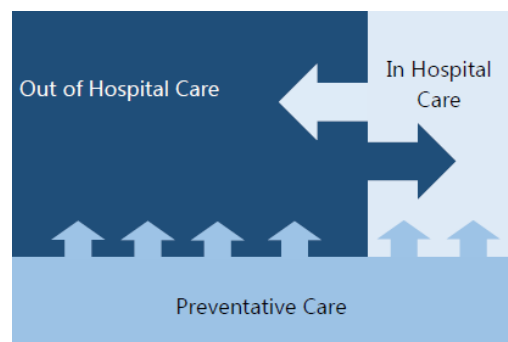 Out of Hospital Care
In Hospital
Care
Preventative Care